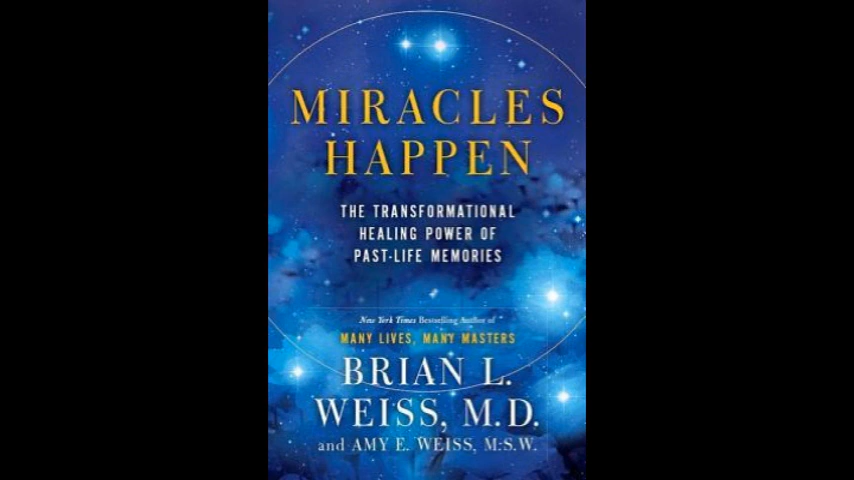 MIRACLES
HAPPEN
THE TRANSFORMATIONAL
HEALING POWER OF
PAST-LIFE MEMORIES
New York Times Bestselling Author of
MANY LIVES, MANY MASTERS
BRIAN L.
WEISS, M.D.
and AMY E. WEISS, M.S.W.